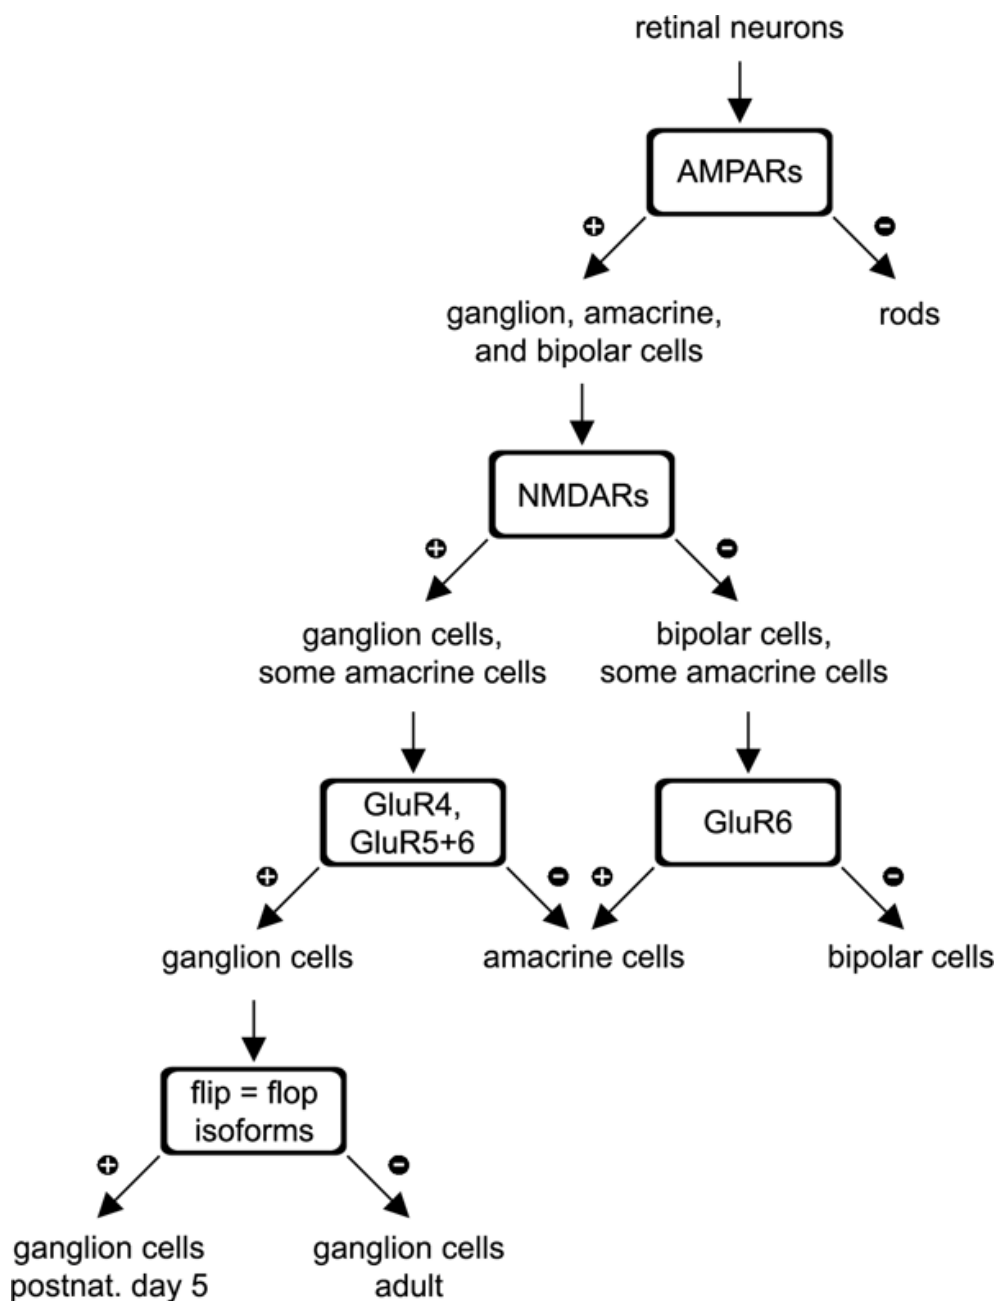 retinal neurons
AMPARs
+
-
ganglion, amacrine,
and bipolar cells
rods
NMDARs
+
-
ganglion cells,
some amacrine cells
bipolar cells,
some amacrine cells
GluR4,
GluR5+6
GluR6
+
-
+
-
ganglion cells
amacrine cells
bipolar cells
flip = flop
isoforms
+
-
ganglion cells
postnat. day 5
ganglion cells
adult